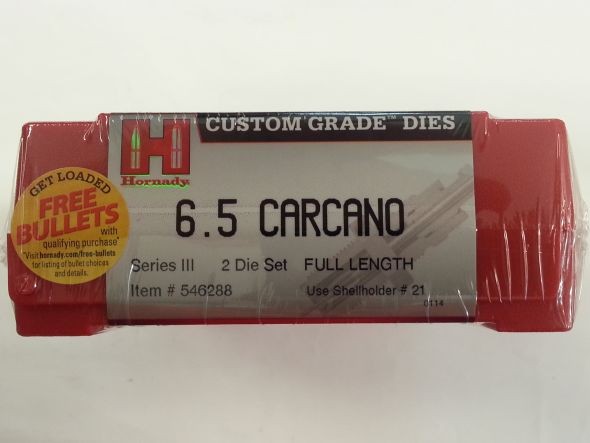 CUSTOM GRADE™ DIES
H
Hornady
GET LOADED
FREE
BULLETS
with
qualifying purchase*
*Visit hornady.com/free-bullets
for listing of bullet choices
and details.
6.5 CARCANO
Series III 2 Die Set FULL LENGTH
Item # 546288 Use Shellholder # 21
0114